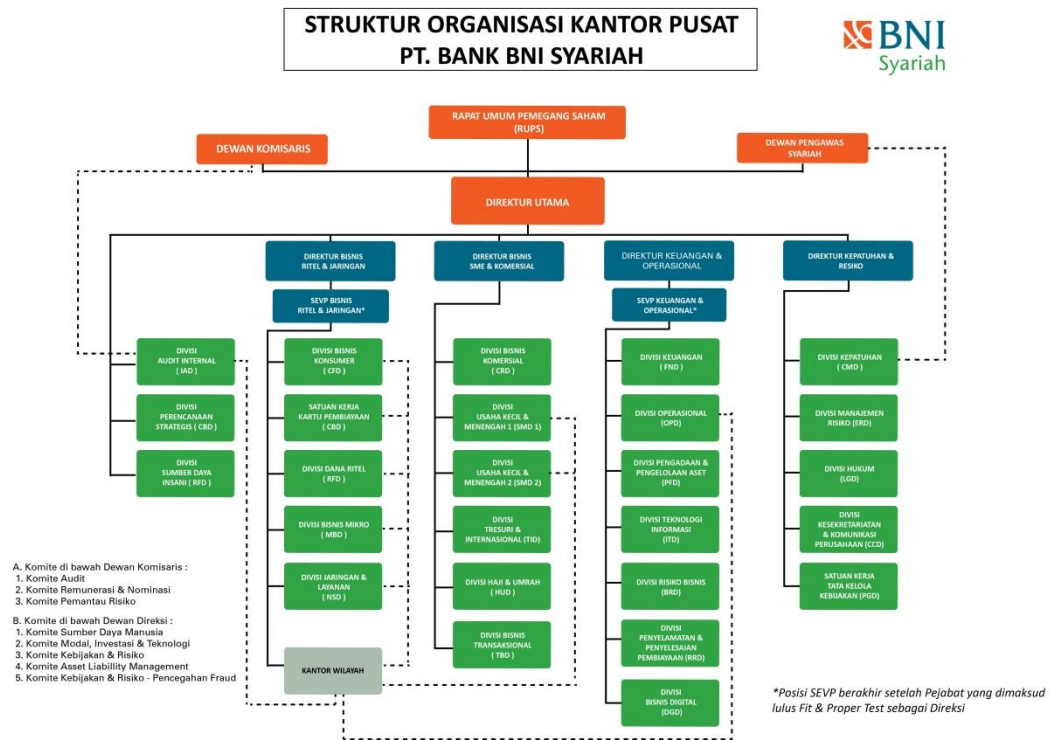 STRUKTUR ORGANISASI KANTOR PUSAT
PT. BANK BNI SYARIAH
BNI
Syariah
RAPAT UMUM PEMEGANG SAHAM
(RUPS)
DEWAN KOMISARIS
DEWAN PENGAWAS
SYARIAH
DIREKTUR UTAMA
DIREKTUR BISNIS
RITEL & JARINGAN
DIREKTUR BISNIS
SME & KOMERSIAL
DIREKTUR KEUANGAN &
OPERASIONAL
DIREKTUR KEPATUHAN &
RESIKO
SEVP BISNIS
RITEL & JARINGAN*
SEVP KEUANGAN &
OPERASIONAL*
DIVISI
AUDIT INTERNAL
( IAD )
DIVISI
PERENCANAAN
STRATEGIS ( CBD )
DIVISI
SUMBER DAYA
INSANI ( RFD )
DIVISI BISNIS
KONSUMER
( CFD )
SATUAN KERJA
KARTU PEMBIAYAAN
( CBD )
DIVISI DANA RITEL
( RFD )
DIVISI BISNIS MIKRO
( MBD )
DIVISI JARINGAN &
LAYANAN
( NSD )
KANTOR WILAYAH
DIVISI BISNIS
KOMERSIAL
( CRD )
DIVISI
USAHA KECIL &
MENENGAH 1 (SMD 1)
DIVISI
USAHA KECIL &
MENENGAH 2 (SMD 2)
DIVISI
TRESURI &
INTERNASIONAL (TID)
DIVISI HAJI & UMRAH
( HUD )
DIVISI BISNIS
TRANSAKSIONAL
( TBD )
DIVISI KEUANGAN
( FND )
DIVISI OPERASIONAL
(OPD)
DIVISI PENGADAAN &
PENGELOLAAN ASET
(PFD)
DIVISI TEKNOLOGI
INFORMASI
(ITD)
DIVISI RISIKO BISNIS
(BRD)
DIVISI
PENYELAMATAN &
PENYELESAIAN
PEMBIAYAAN (RRD)
DIVISI
BISNIS DIGITAL
(DGD)
DIVISI KEPATUHAN
( CMD )
DIVISI MANAJEMEN
RISIKO (ERD)
DIVISI HUKUM
(LGD)
DIVISI
KESEKRETARIATAN
& KOMUNIKASI
PERUSAHAAN (CCD)
SATUAN KERJA
TATA KELOLA
KEBIJAKAN (PGD)
A. Komite di bawah Dewan Komisaris :
1. Komite Audit
2. Komite Remunerasi & Nominasi
3. Komite Pemantau Risiko
B. Komite di bawah Dewan Direksi :
1. Komite Sumber Daya Manusia
2. Komite Modal, Investasi & Teknologi
3. Komite Kebijakan & Risiko
4. Komite Asset Liabillity Management
5. Komite Kebijakan & Risiko - Pencegahan Fraud
*Posisi SEVP berakhir setelah Pejabat yang dimaksud
lulus Fit & Proper Test sebagai Direksi